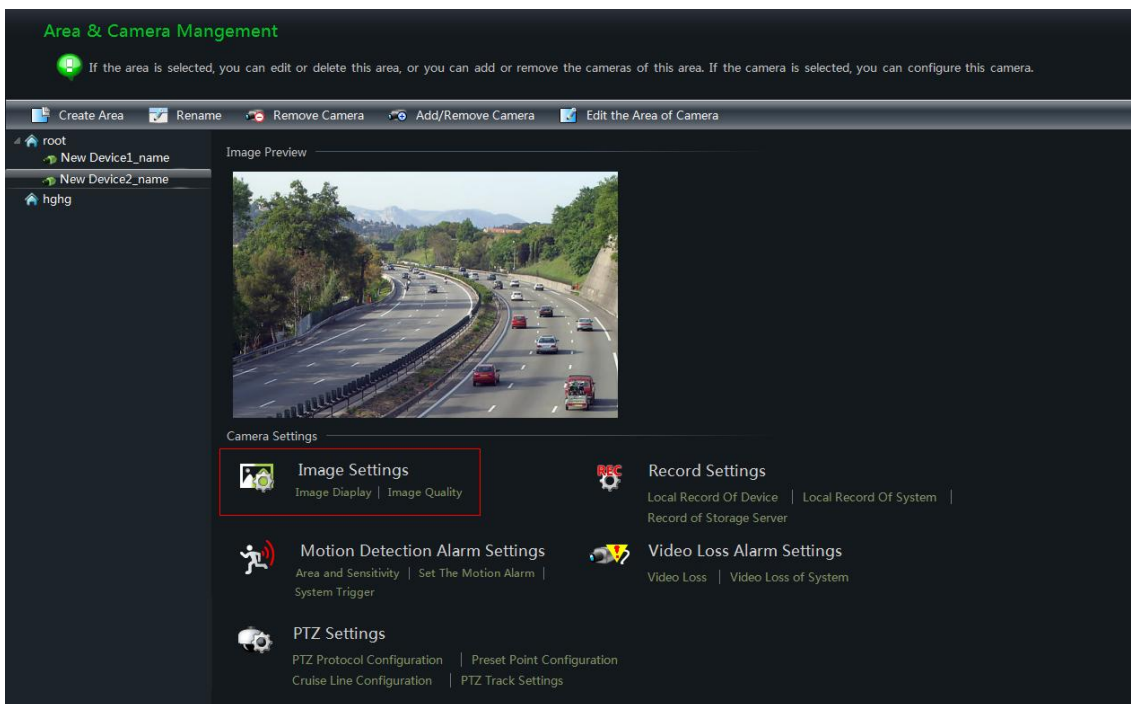 Area & Camera Mangement
If the area is selected, you can edit or delete this area, or you can add or remove the cameras of this area. If the camera is selected, you can configure this camera.
Create Area Rename Remove Camera Add/Remove Camera Edit the Area of Camera
root
New Device1_name
New Device2_name
hghg
Image Preview
Camera Settings
Image Settings
Image Diaplay | Image Quality
REC
Record Settings
Local Record Of Device | Local Record Of System |
Record of Storage Server
Motion Detection Alarm Settings
Area and Sensitivity | Set The Motion Alarm |
System Trigger
Video Loss Alarm Settings
Video Loss | Video Loss of System
PTZ Settings
PTZ Protocol Configuration | Preset Point Configuration
Cruise Line Configuration | PTZ Track Settings